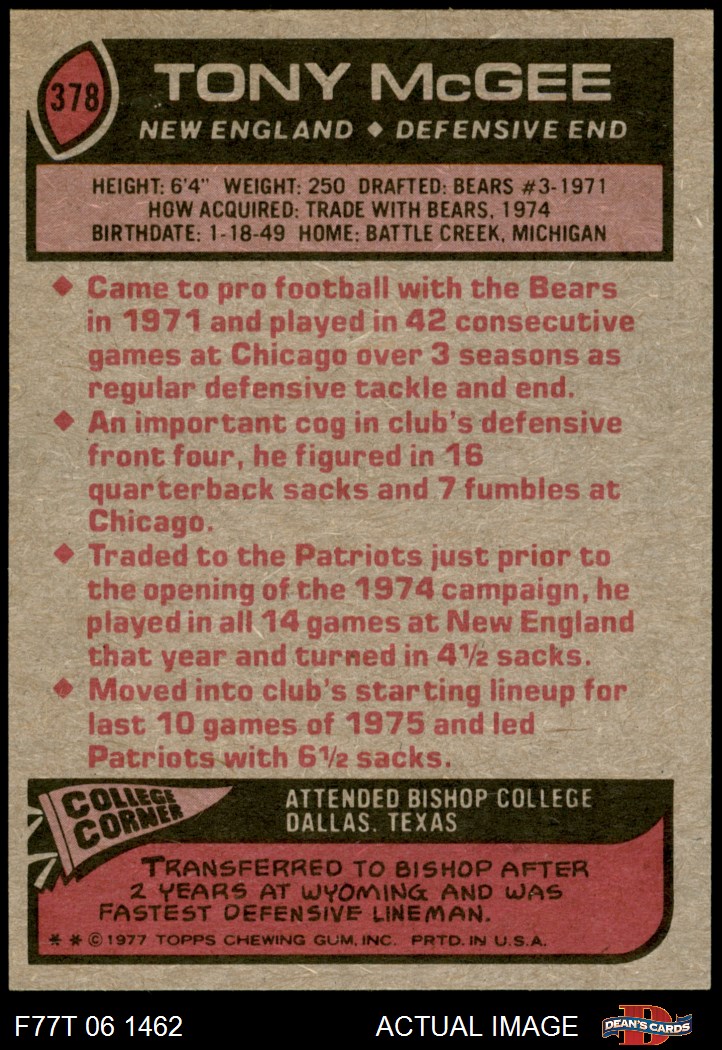 378
TONY McGEE
NEW ENGLAND ◆ DEFENSIVE END
HEIGHT: 6'4" WEIGHT: 250 DRAFTED: BEARS #3-1971
HOW ACQUIRED: TRADE WITH BEARS, 1974
BIRTHDATE: 1-18-49 HOME: BATTLE CREEK, MICHIGAN
◆ Came to pro football with the Bears
in 1971 and played in 42 consecutive
games at Chicago over 3 seasons as
regular defensive tackle and end.
◆ An important cog in club's defensive
front four, he figured in 16
quarterback sacks and 7 fumbles at
Chicago.
◆ Traded to the Patriots just prior to
the opening of the 1974 campaign, he
played in all 14 games at New England
that year and turned in 4½ sacks.
◆ Moved into club's starting lineup for
last 10 games of 1975 and led
Patriots with 6½ sacks.
COLLEGE
CORNER
ATTENDED BISHOP COLLEGE
DALLAS, TEXAS
TRANSFERRED TO BISHOP AFTER
2 YEARS AT WYOMING AND WAS
FASTEST DEFENSIVE LINEMAN.
* * © 1977 TOPPS CHEWING GUM, INC. PRTD. IN U.S.A.
F77T 06 1462 ACTUAL IMAGE
D
DEAN'S CARDS